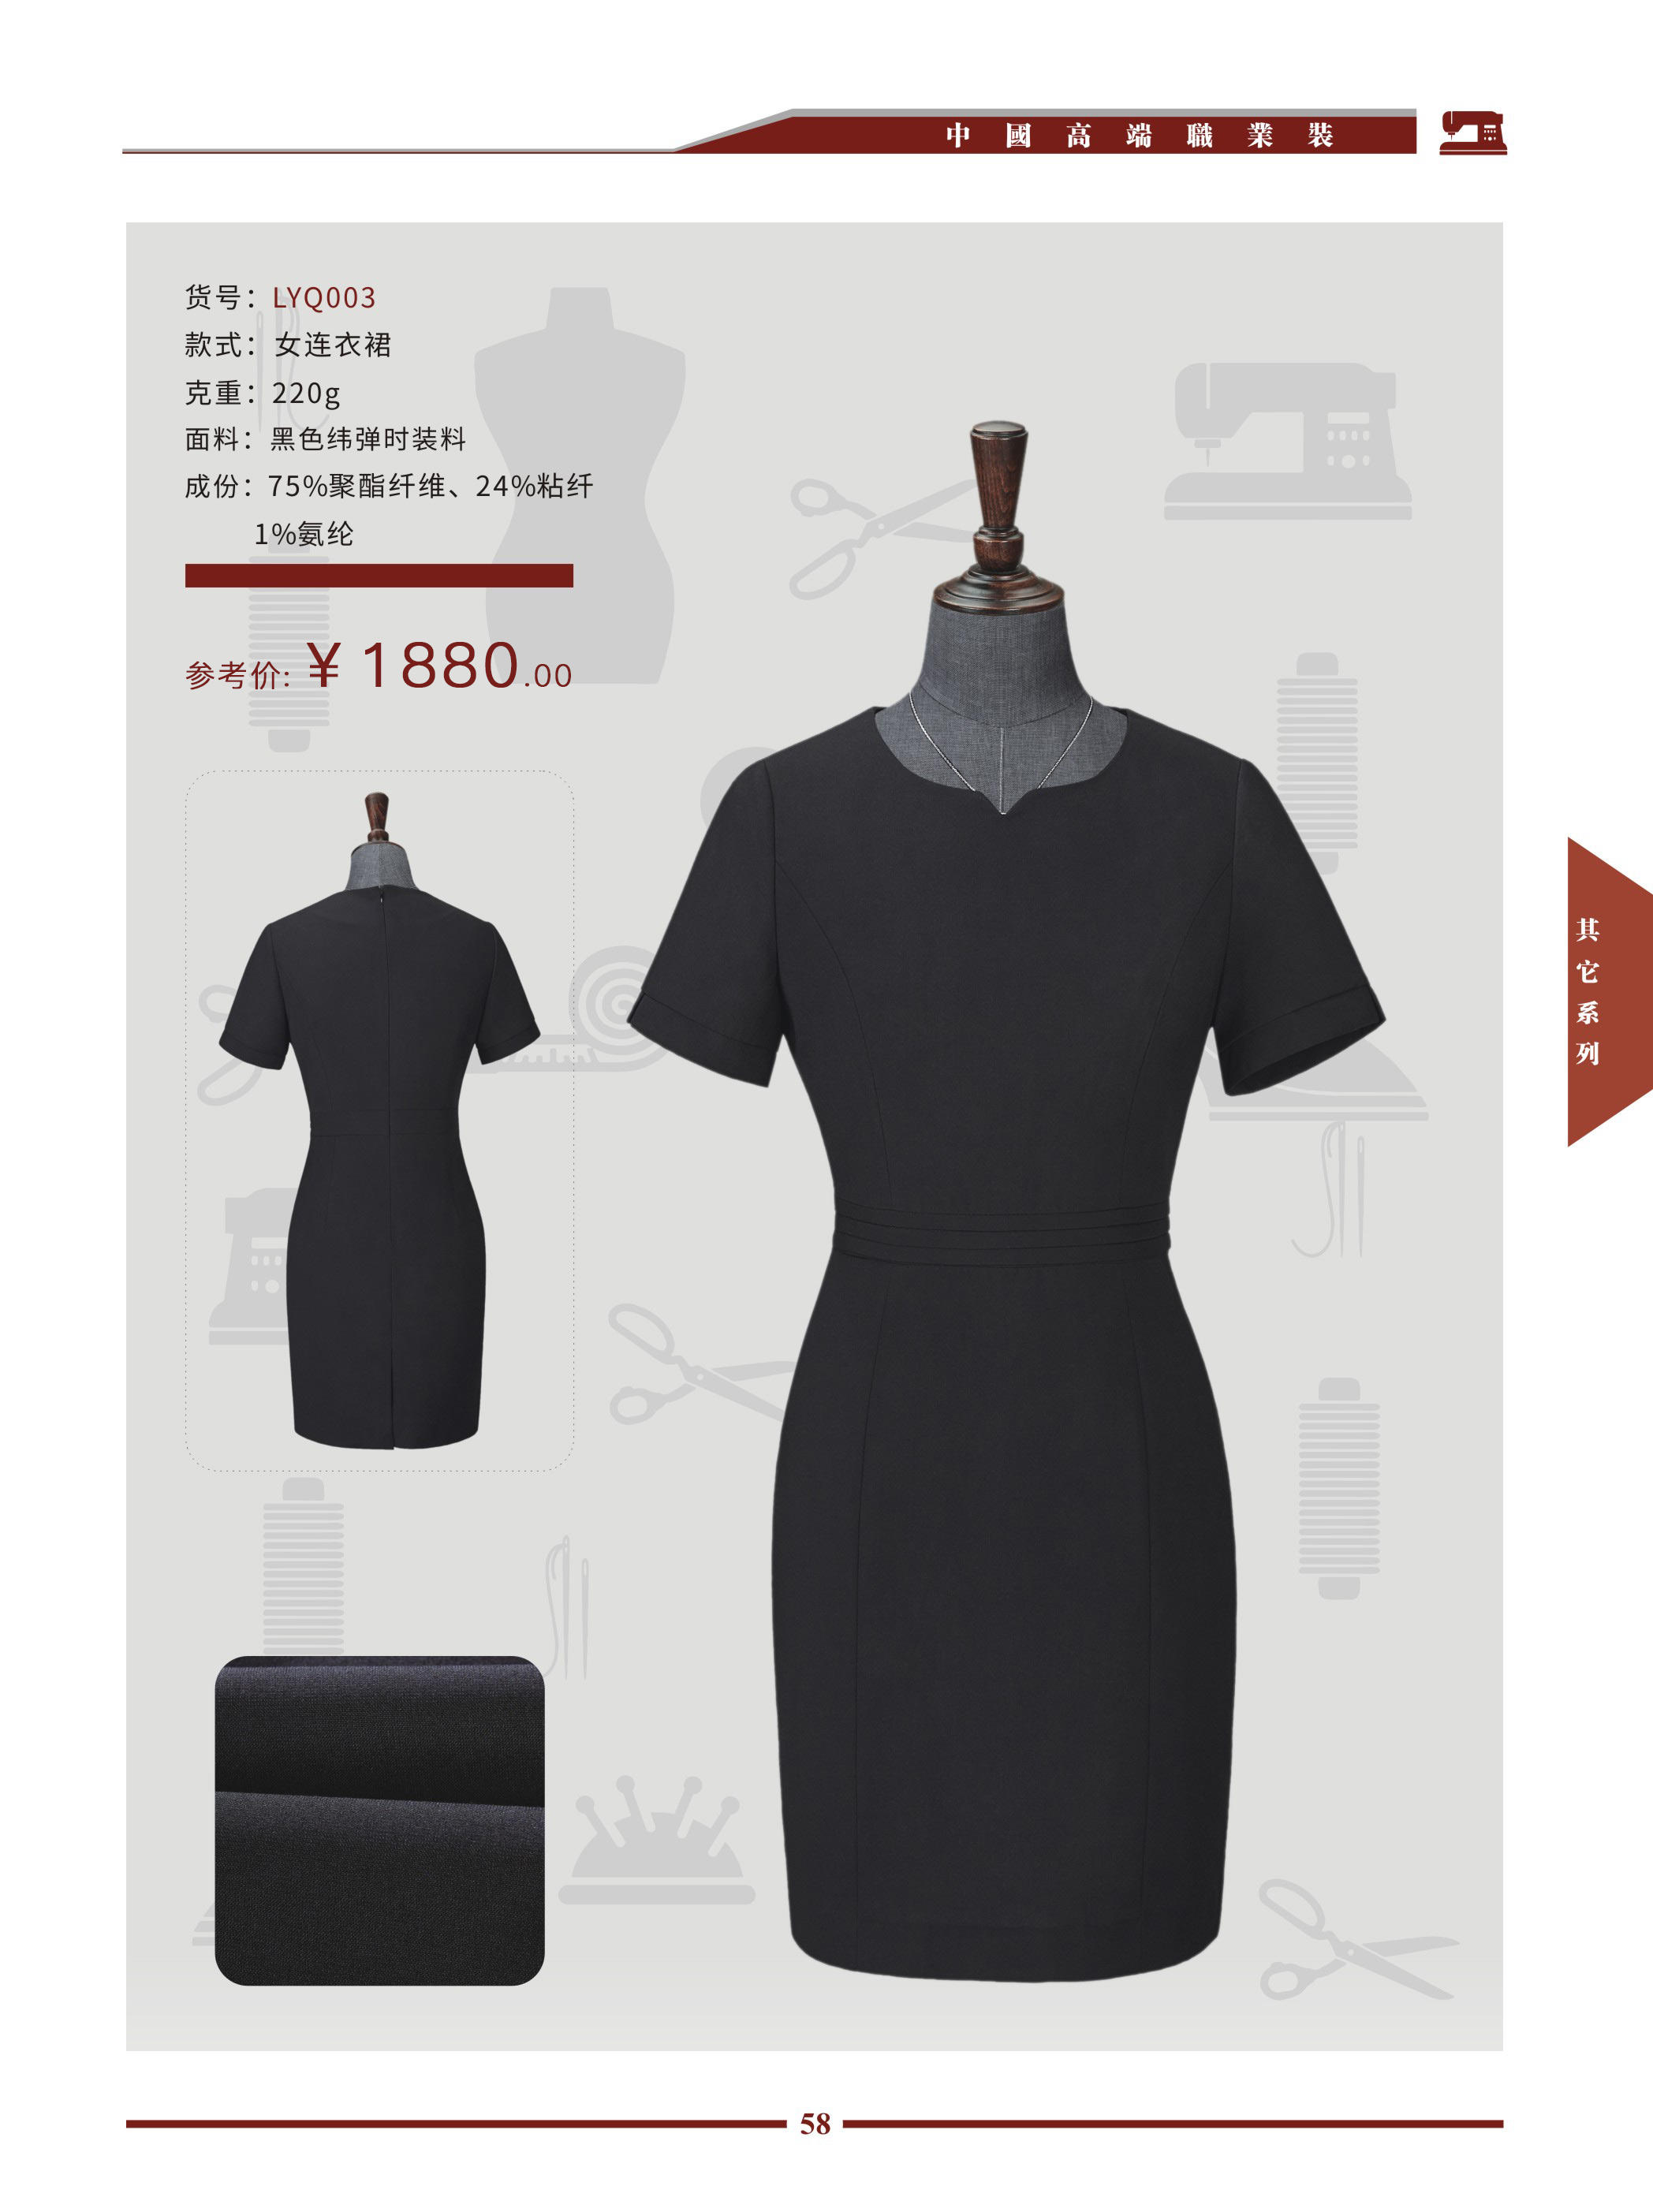 中國高端職業裝
货号：LYQ003
款式：女连衣裙
克重：220g
面料：黑色纬弹时装料
成份：75%聚酯纤维、24%粘纤
1%氨纶
参考价:￥1880.00
其它系列
58